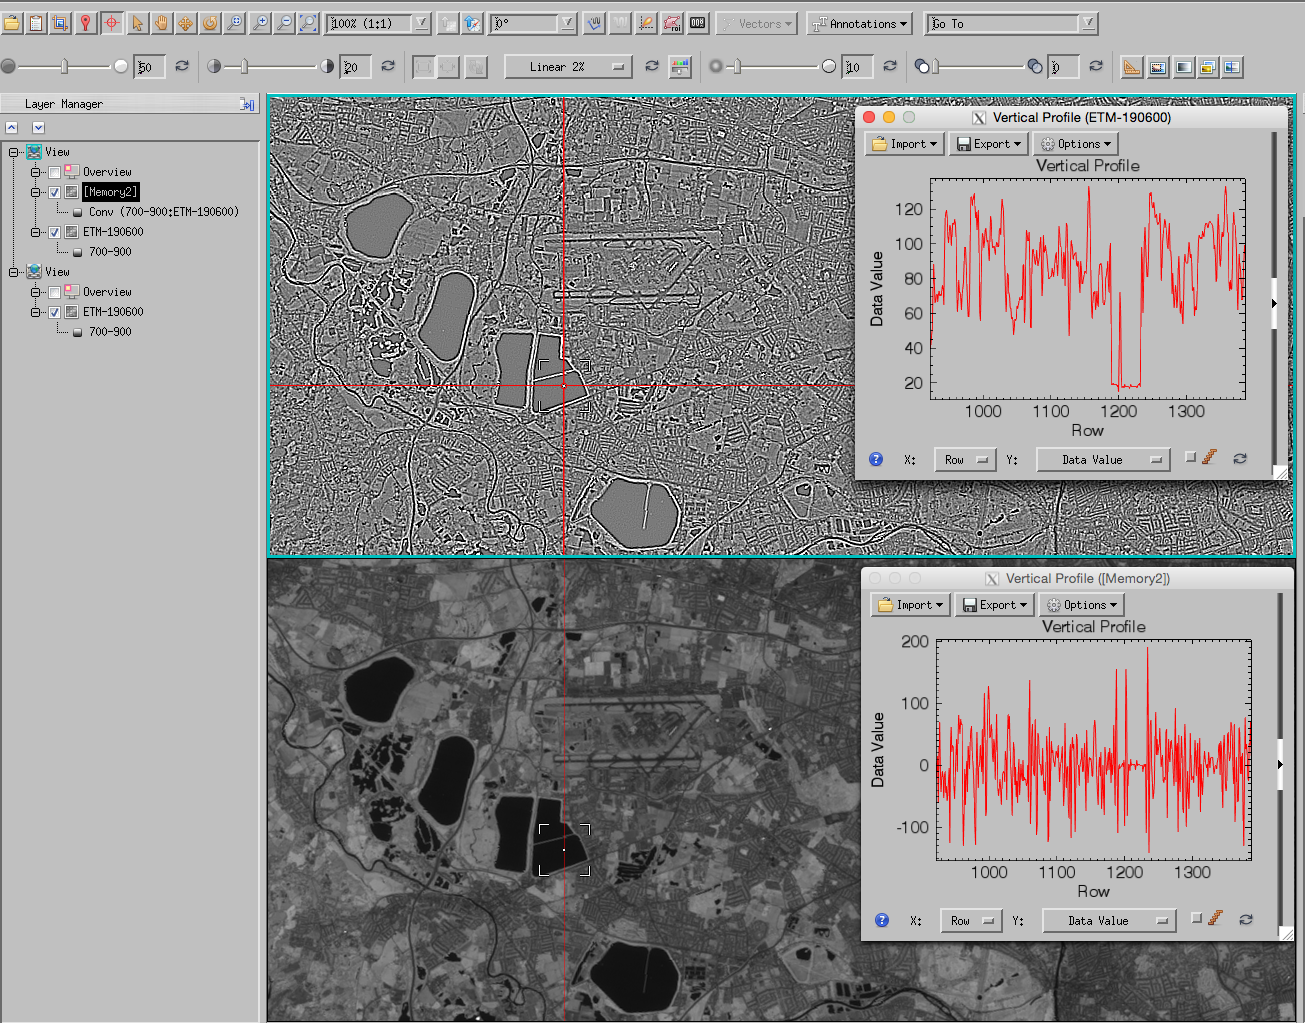 100% (1:1)
0°
Vectors
Annotations
Go To
50
20
Linear 2%
10
0
Layer Manager
View
Overview
[Memory2]
Conv (700-900:ETM-190600)
ETM-190600
700-900
View
Overview
ETM-190600
700-900
Vertical Profile (ETM-190600)
Import
Export
Options
Vertical Profile
120
100
80
60
40
20
Data Value
1000 1100 1200 1300
Row
X: Row Y: Data Value
Vertical Profile ([Memory2])
Import
Export
Options
Vertical Profile
200
100
0
-100
Data Value
1000 1100 1200 1300
Row
X: Row Y: Data Value